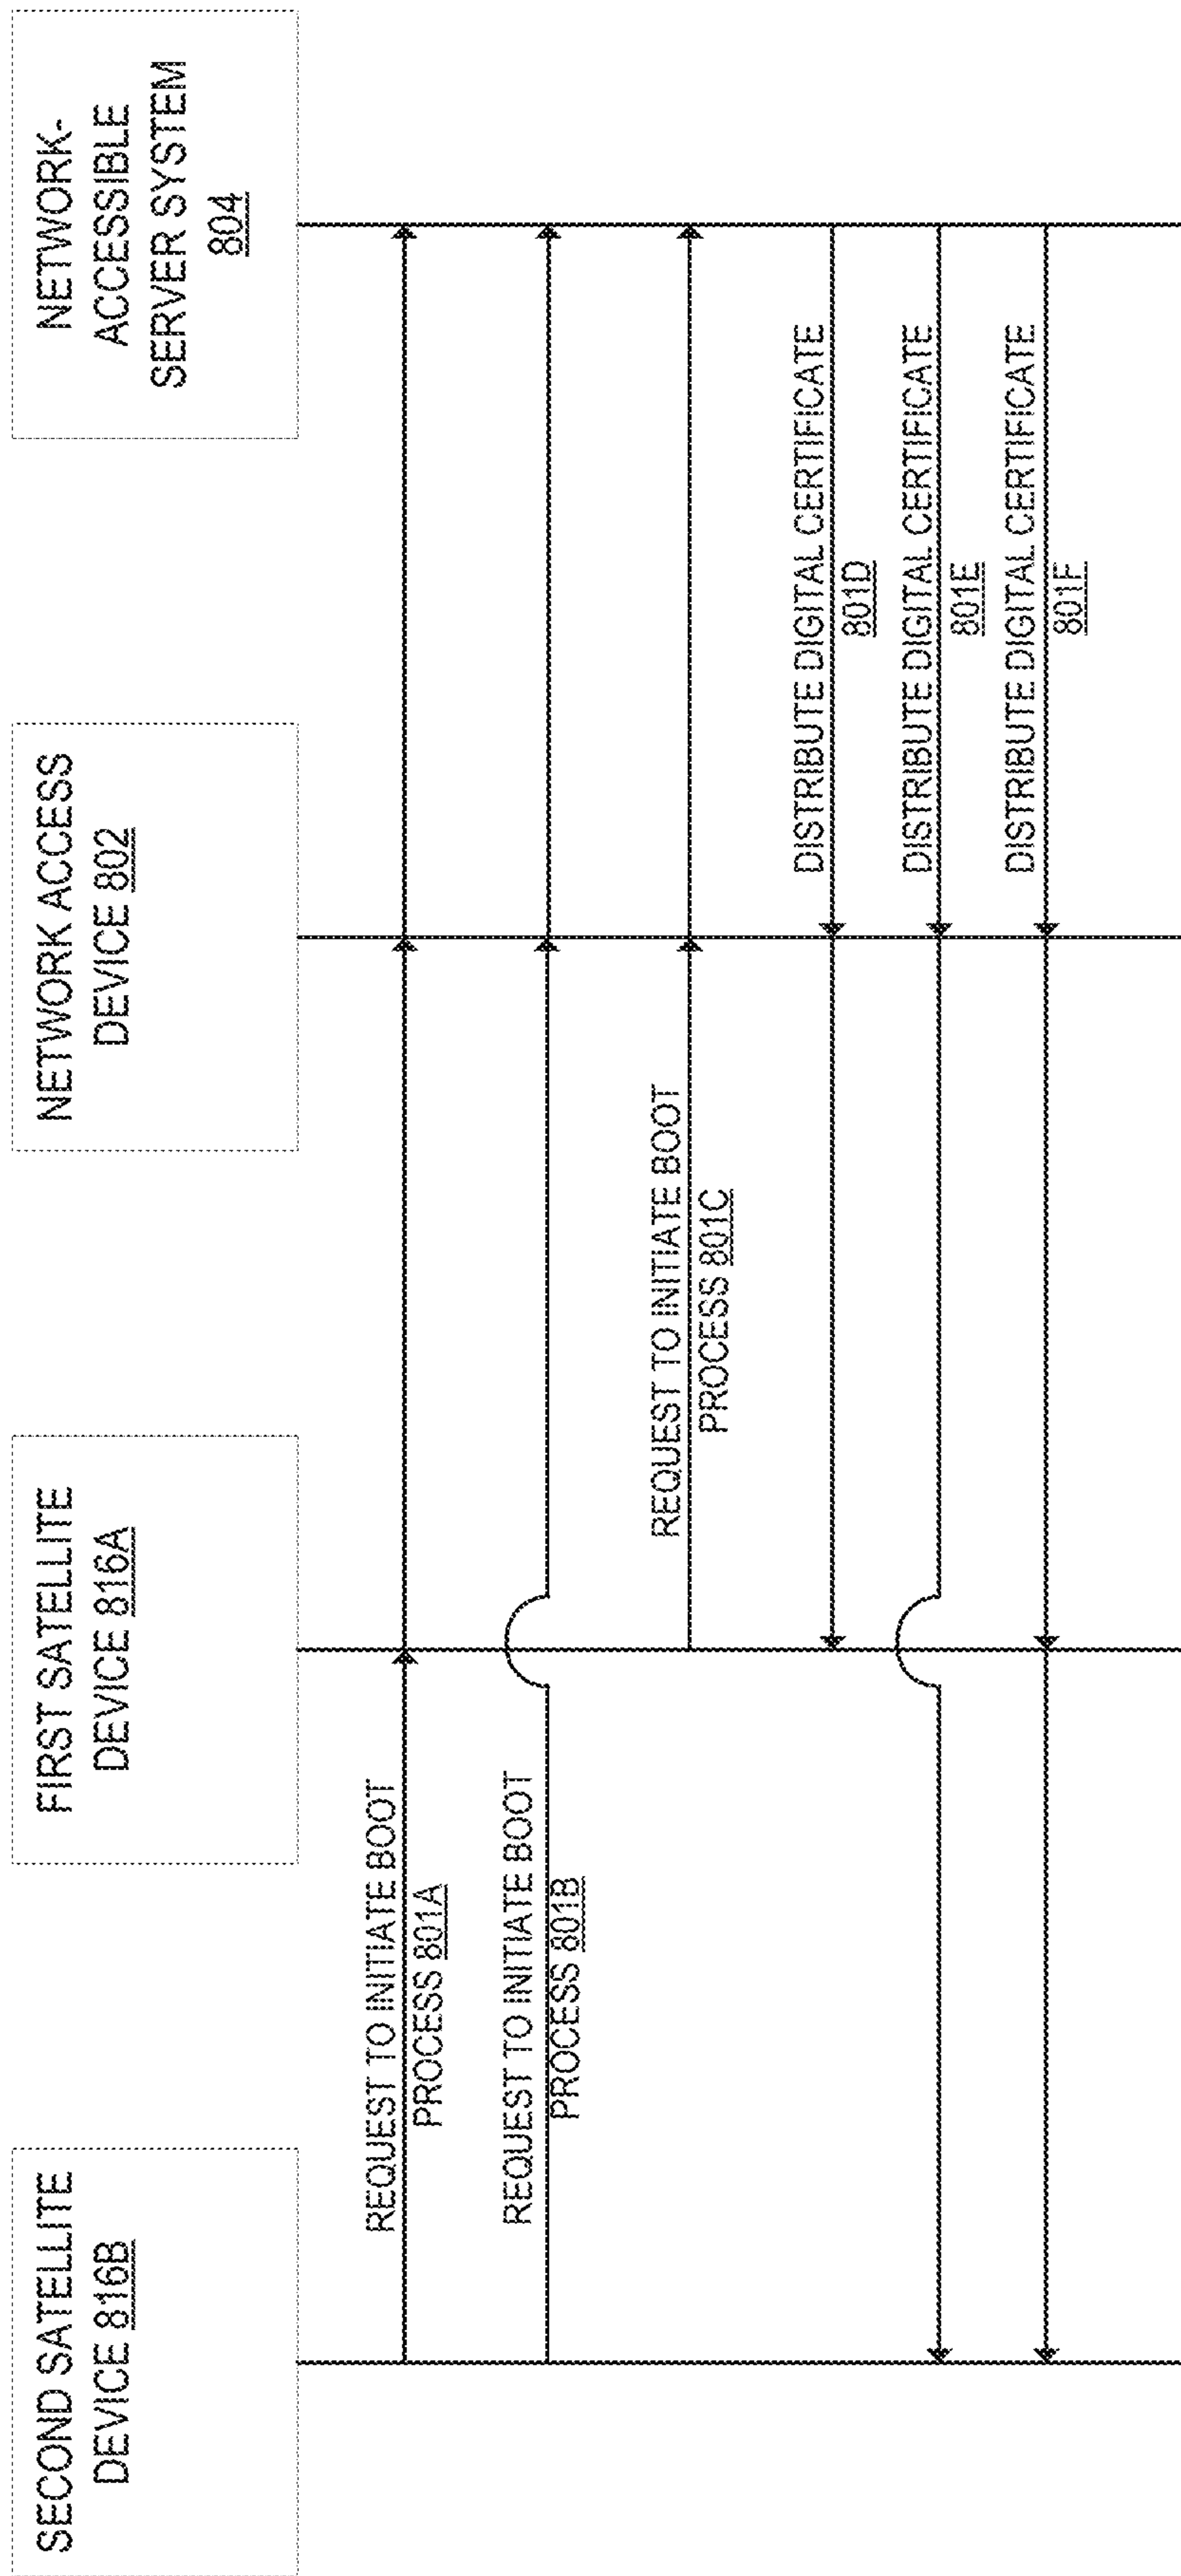 SECOND SATELLITE
DEVICE 816B
FIRST SATELLITE
DEVICE 816A
NETWORK ACCESS
DEVICE 802
NETWORK-
ACCESSIBLE
SERVER SYSTEM
804
REQUEST TO INITIATE BOOT
PROCESS 801A
REQUEST TO INITIATE BOOT
PROCESS 801B
REQUEST TO INITIATE BOOT
PROCESS 801C
DISTRIBUTE DIGITAL CERTIFICATE
801D
DISTRIBUTE DIGITAL CERTIFICATE
801E
DISTRIBUTE DIGITAL CERTIFICATE
801F